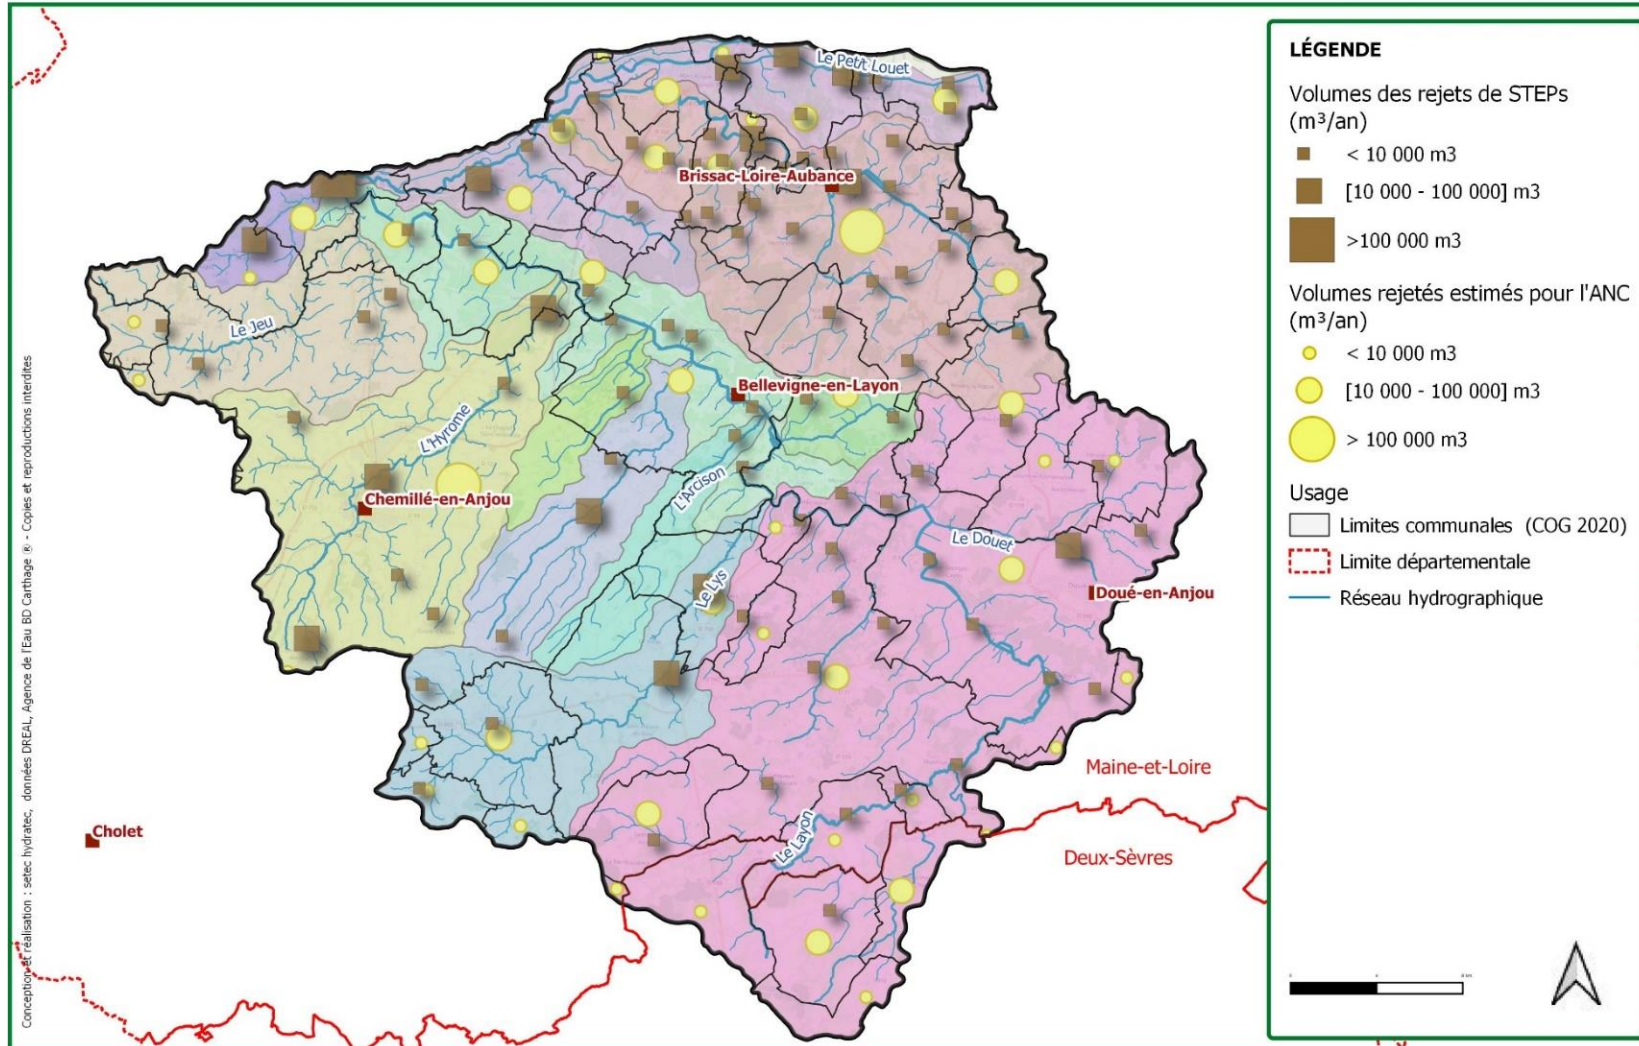 Le Petit Louet
Brissac-Loire-Aubance
Le Jeu
Bellevigne-en-Layon
L'Hyrome
L'Arcison
Chemillé-en-Anjou
Le Douet
Le Lys
Doué-en-Anjou
Maine-et-Loire
Cholet
Le Layon
Deux-Sèvres
Conception et réalisation : setec hydratec, données DREAL, Agence de l'Eau BD Carthage ® - Copies et reproductions interdites
LÉGENDE
Volumes des rejets de STEPs
(m³/an)
< 10 000 m3
[10 000 - 100 000] m3
>100 000 m3
Volumes rejetés estimés pour l'ANC
(m³/an)
< 10 000 m3
[10 000 - 100 000] m3
> 100 000 m3
Usage
Limites communales (COG 2020)
Limite départementale
Réseau hydrographique